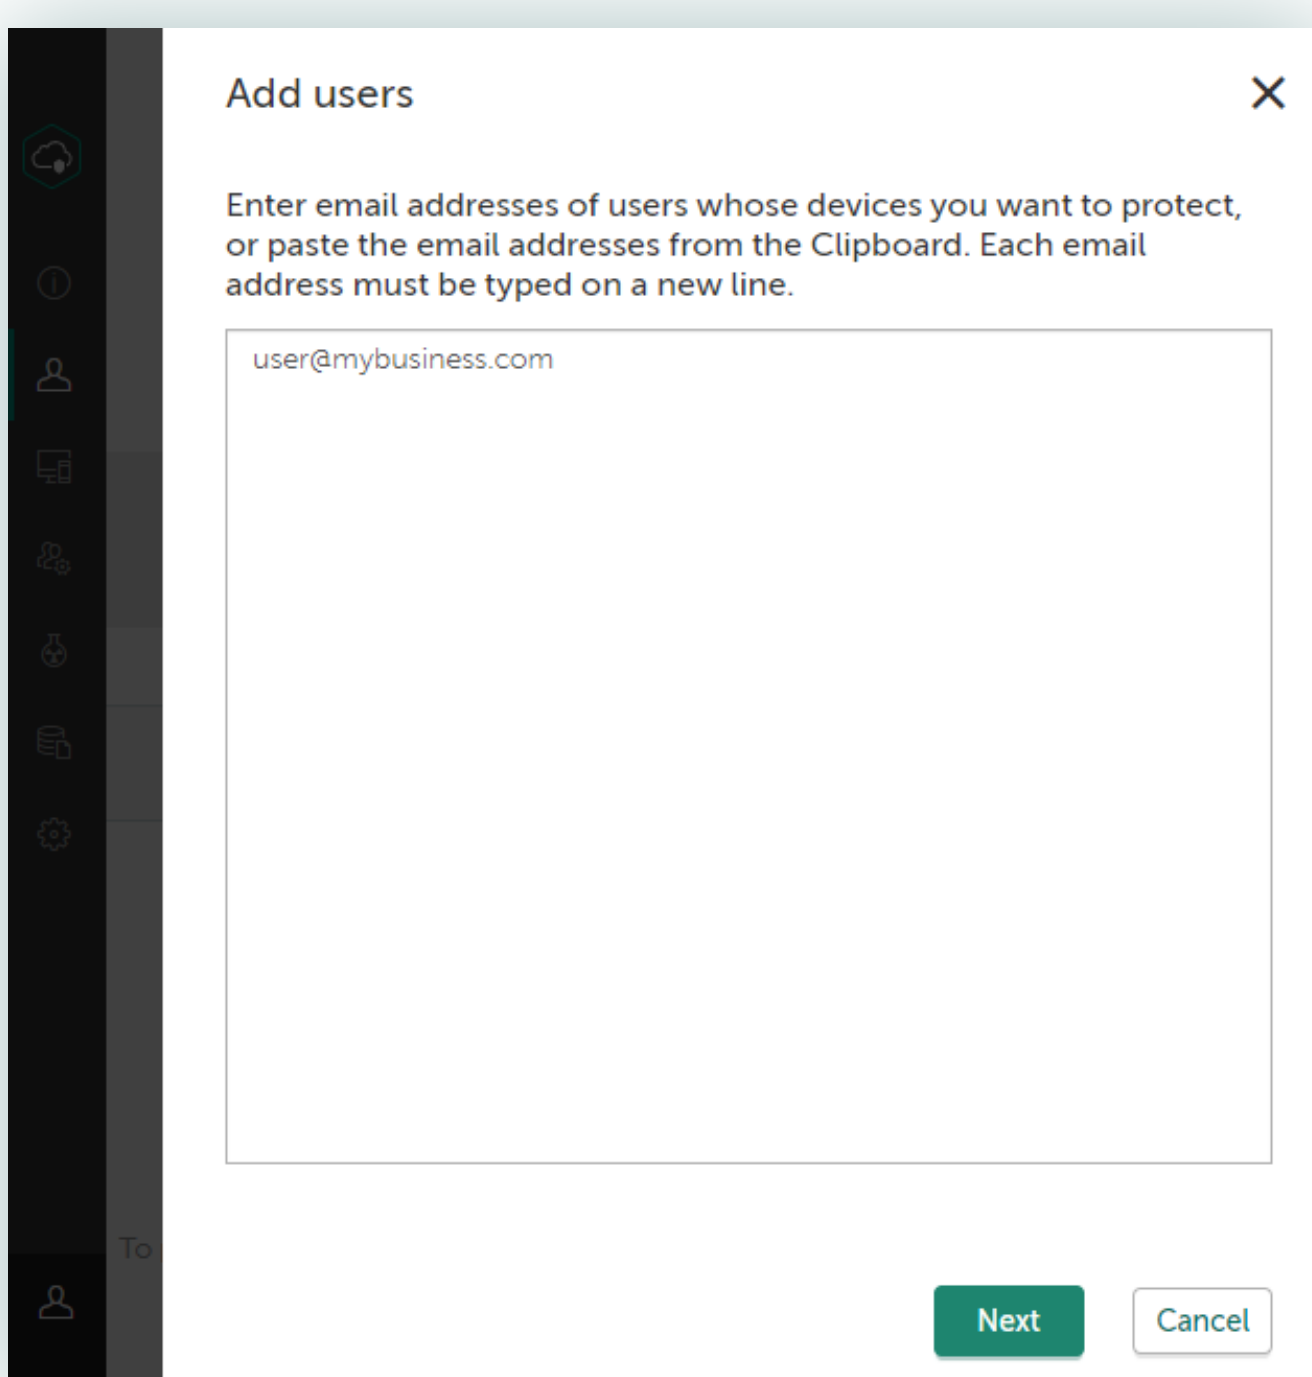 Add users
Enter email addresses of users whose devices you want to protect,
or paste the email addresses from the Clipboard. Each email
address must be typed on a new line.
user@mybusiness.com
To
Next
Cancel